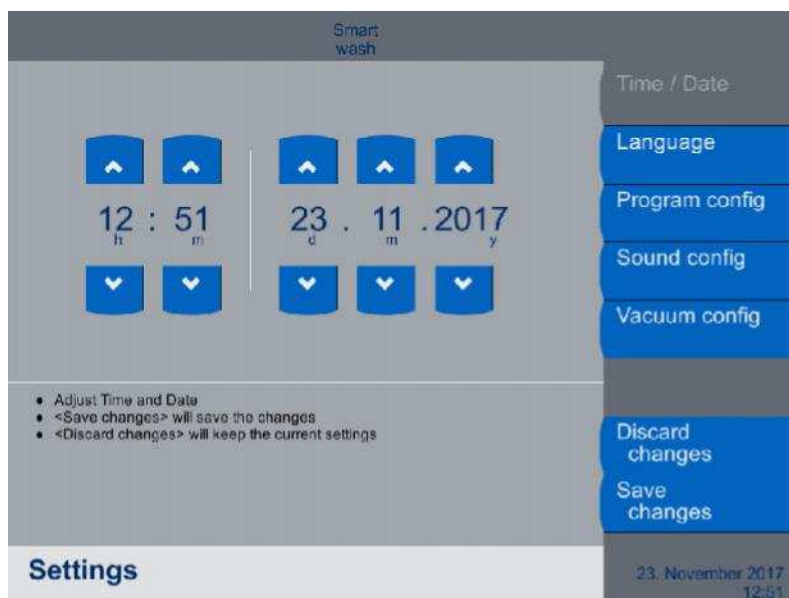 Smart
wash
Time / Date
Language
Program config
Sound config
Vacuum config
12 : 51 23 . 11 . 2017
h m d m y
• Adjust Time and Date
• <Save changes> will save the changes
• <Discard changes> will keep the current settings
Discard
changes
Save
changes
Settings
23. November 2017
12:51